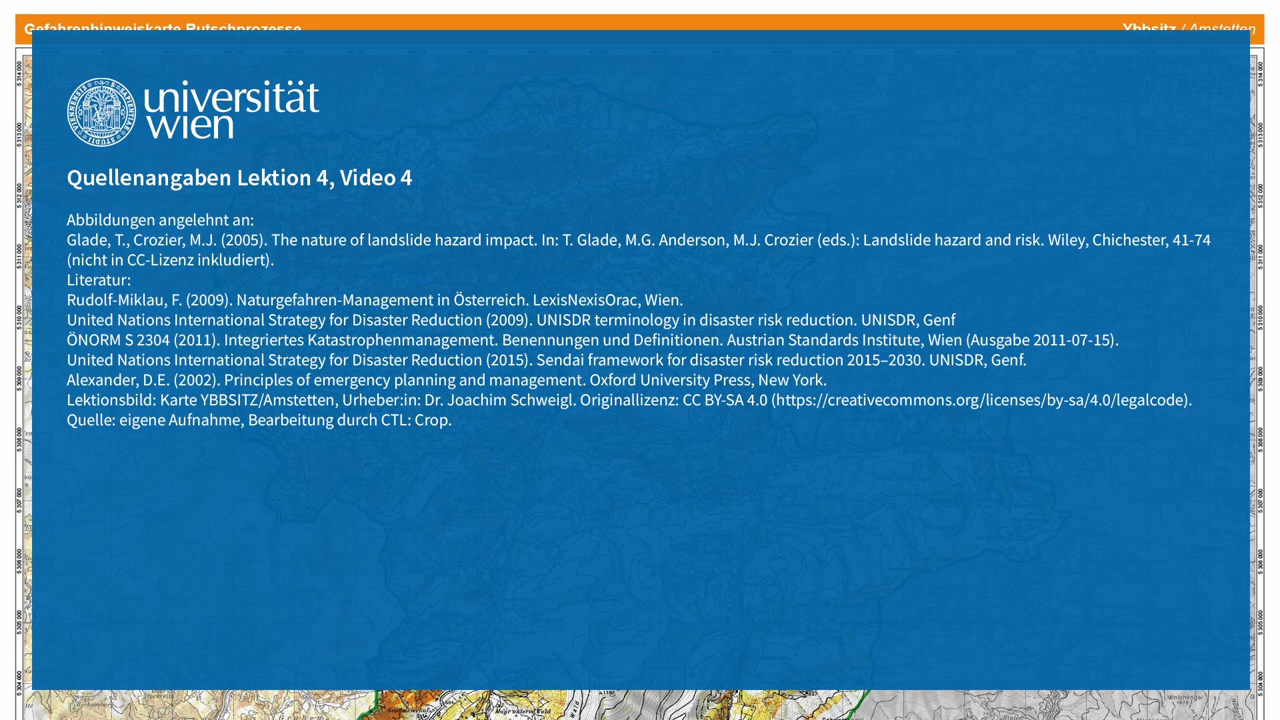 Gefahrenhinweiskarte Rutschprozesse
Ybbsitz / Amstetten
universität
wien
Quellenangaben Lektion 4, Video 4
Abbildungen angelehnt an:
Glade, T., Crozier, M.J. (2005). The nature of landslide hazard impact. In: T. Glade, M.G. Anderson, M.J. Crozier (eds.): Landslide hazard and risk. Wiley, Chichester, 41-74
(nicht in CC-Lizenz inkludiert).
Literatur:
Rudolf-Miklau, F. (2009). Naturgefahren-Management in Österreich. LexisNexisOrac, Wien.
United Nations International Strategy for Disaster Reduction (2009). UNISDR terminology in disaster risk reduction. UNISDR, Genf
ÖNORM S 2304 (2011). Integriertes Katastrophenmanagement. Benennungen und Definitionen. Austrian Standards Institute, Wien (Ausgabe 2011-07-15).
United Nations International Strategy for Disaster Reduction (2015). Sendai framework for disaster risk reduction 2015–2030. UNISDR, Genf.
Alexander, D.E. (2002). Principles of emergency planning and management. Oxford University Press, New York.
Lektionsbild: Karte YBBSITZ/Amstetten, Urheber:in: Dr. Joachim Schweigl. Originallizenz: CC BY-SA 4.0 (https://creativecommons.org/licenses/by-sa/4.0/legalcode).
Quelle: eigene Aufnahme, Bearbeitung durch CTL: Crop.